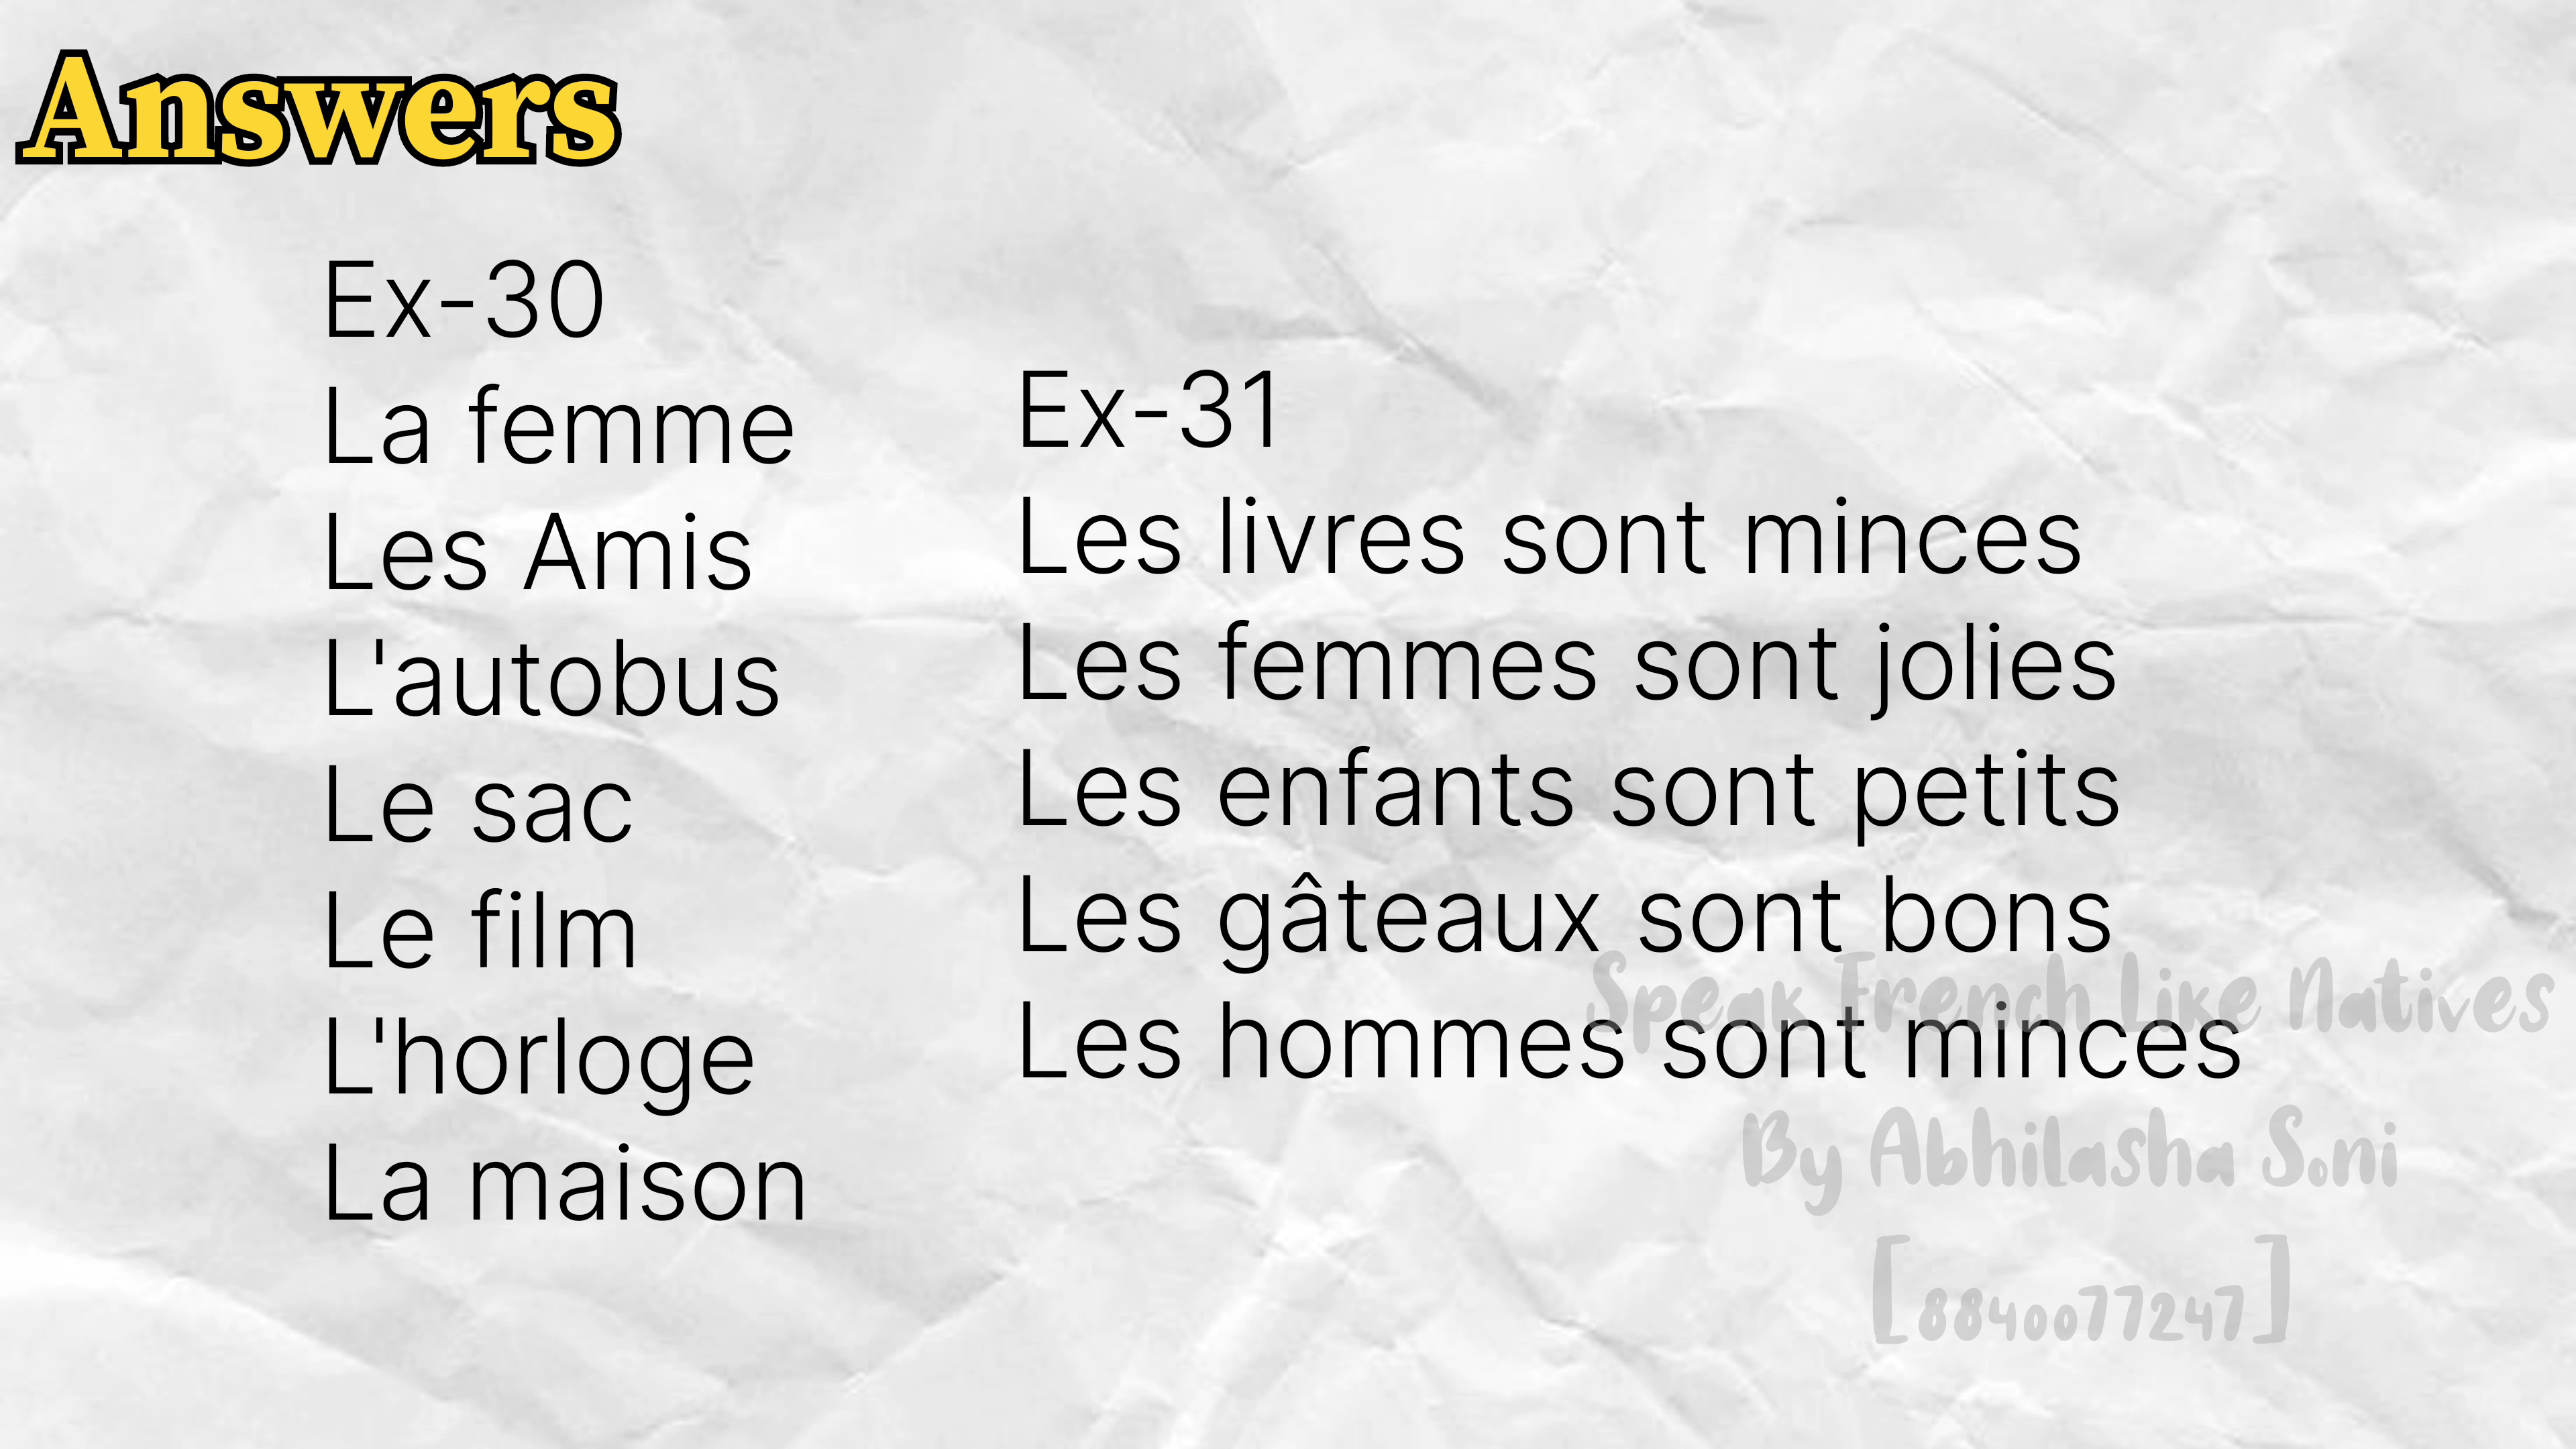 Answers
Ex-30
La femme
Les Amis
L'autobus
Le sac
Le film
L'horloge
La maison
Ex-31
Les livres sont minces
Les femmes sont jolies
Les enfants sont petits
Les gâteaux sont bons
Les hommes sont minces
Speak French Like Natives
By Abhilasha Soni
[8840077247]